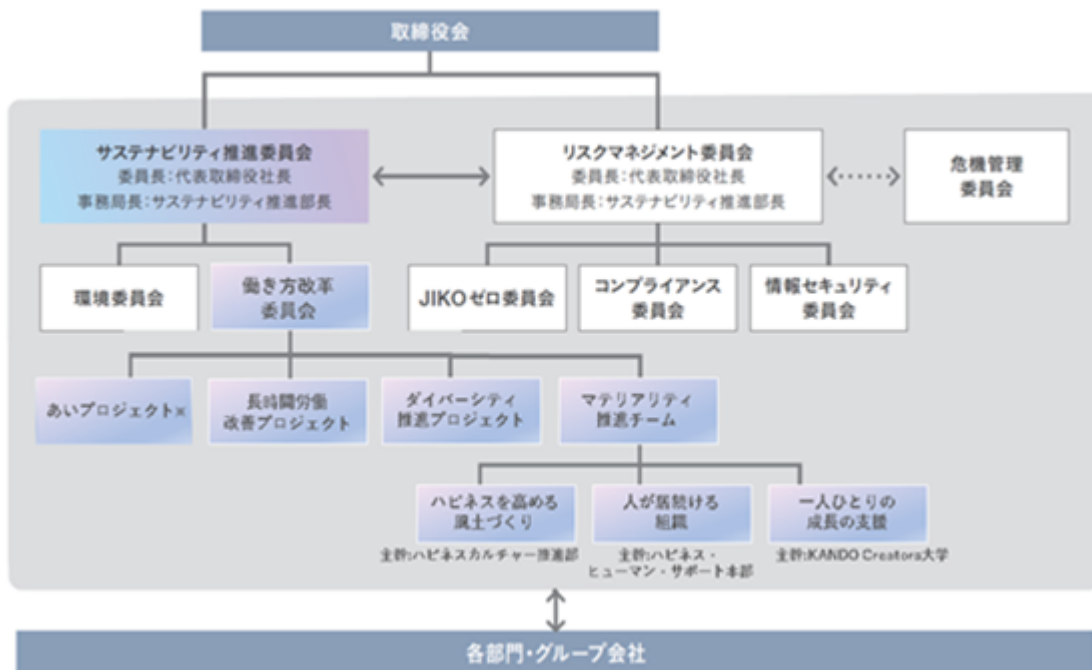 取締役会
サステナビリティ推進委員会
委員長:代表取締役社長
事務局長:サステナビリティ推進部長
リスクマネジメント委員会
委員長:代表取締役社長
事務局長:サステナビリティ推進部長
危機管理
委員会
環境委員会
働き方改革
委員会
JIKOゼロ委員会
コンプライアンス
委員会
情報セキュリティ
委員会
あいプロジェクト※
長時間労働
改善プロジェクト
ダイバーシティ
推進プロジェクト
マテリアリティ
推進チーム
ハピネスを高める
風土づくり
主幹:ハピネスカルチャー推進部
人が居続ける
組織
主幹:ハピネス・
ヒューマン・サポート本部
一人ひとりの
成長の支援
主幹:KANDO Creators大学
各部門・グループ会社